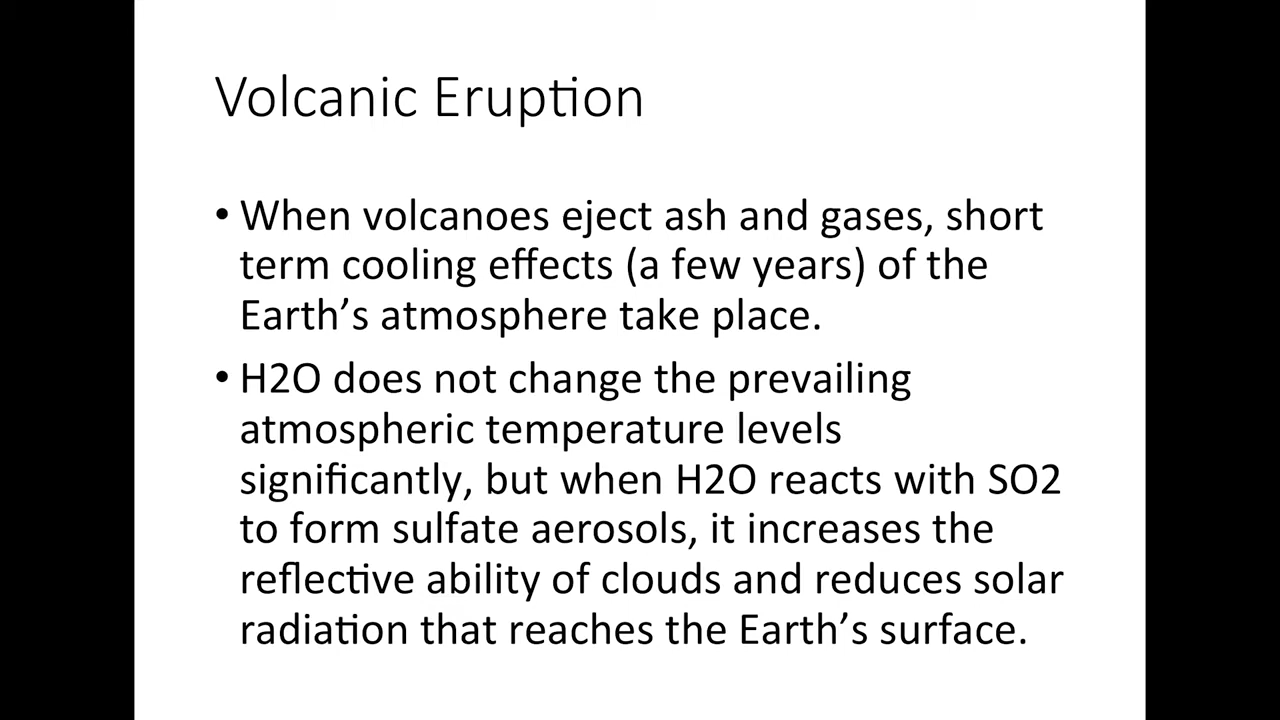 Volcanic Eruption
• When volcanoes eject ash and gases, short
term cooling effects (a few years) of the
Earth’s atmosphere take place.
• H2O does not change the prevailing
atmospheric temperature levels
significantly, but when H2O reacts with SO2
to form sulfate aerosols, it increases the
reflective ability of clouds and reduces solar
radiation that reaches the Earth’s surface.